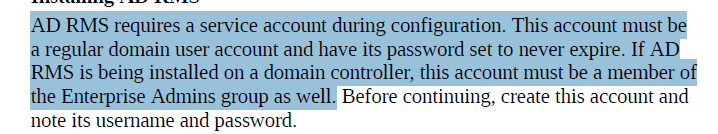 Installing AD RMS
AD RMS requires a service account during configuration. This account must be
a regular domain user account and have its password set to never expire. If AD
RMS is being installed on a domain controller, this account must be a member of
the Enterprise Admins group as well. Before continuing, create this account and
note its username and password.